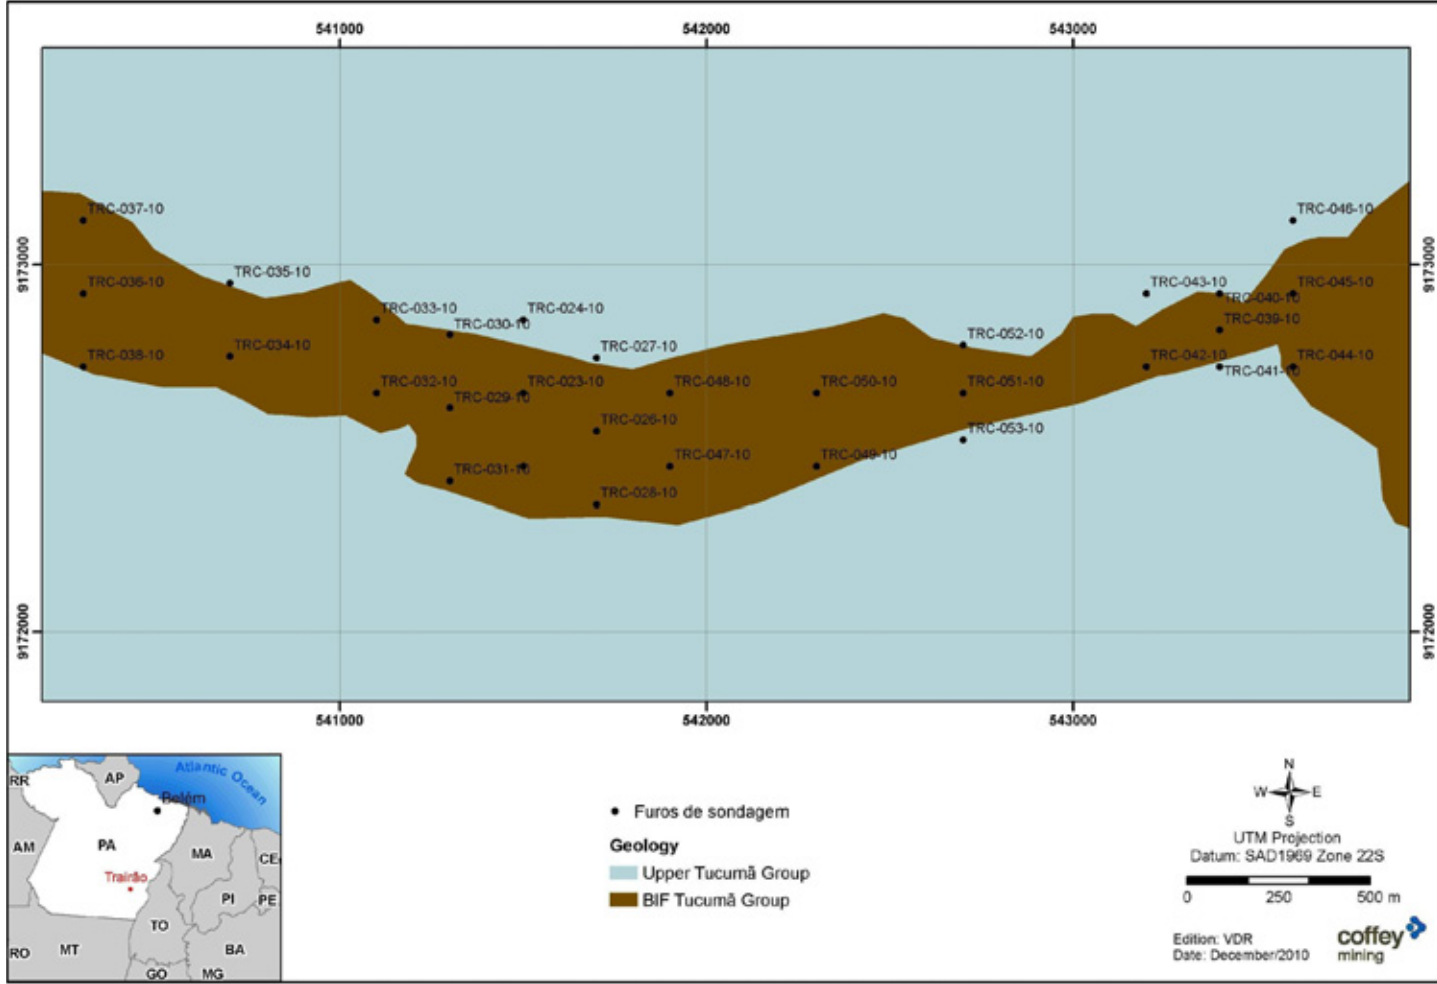 541000
542000
543000
TRC-037-10
TRC-046-10
9173000
9173000
TRC-035-10
TRC-036-10
TRC-043-10
TRC-045-10
TRC-040-10
TRC-033-10
TRC-024-10
TRC-030-10
TRC-039-10
TRC-052-10
TRC-027-10
TRC-038-10
TRC-034-10
TRC-042-10
TRC-044-10
TRC-041-10
TRC-032-10
TRC-023-10
TRC-048-10
TRC-050-10
TRC-051-10
TRC-029-10
TRC-026-10
TRC-053-10
TRC-031-10
TRC-047-10
TRC-049-10
TRC-028-10
9172000
9172000
541000
542000
543000
RR
AP
Atlantic Ocean
Belém
AM
PA
MA
CE
Trairão
PI
PE
TO
RO
MT
BA
GO
MG
Furos de sondagem
Geology
Upper Tucumã Group
BIF Tucumã Group
N
W
E
S
UTM Projection
Datum: SAD1969 Zone 22S
0 250 500 m
Edition: VDR
Date: December/2010
coffey
mining